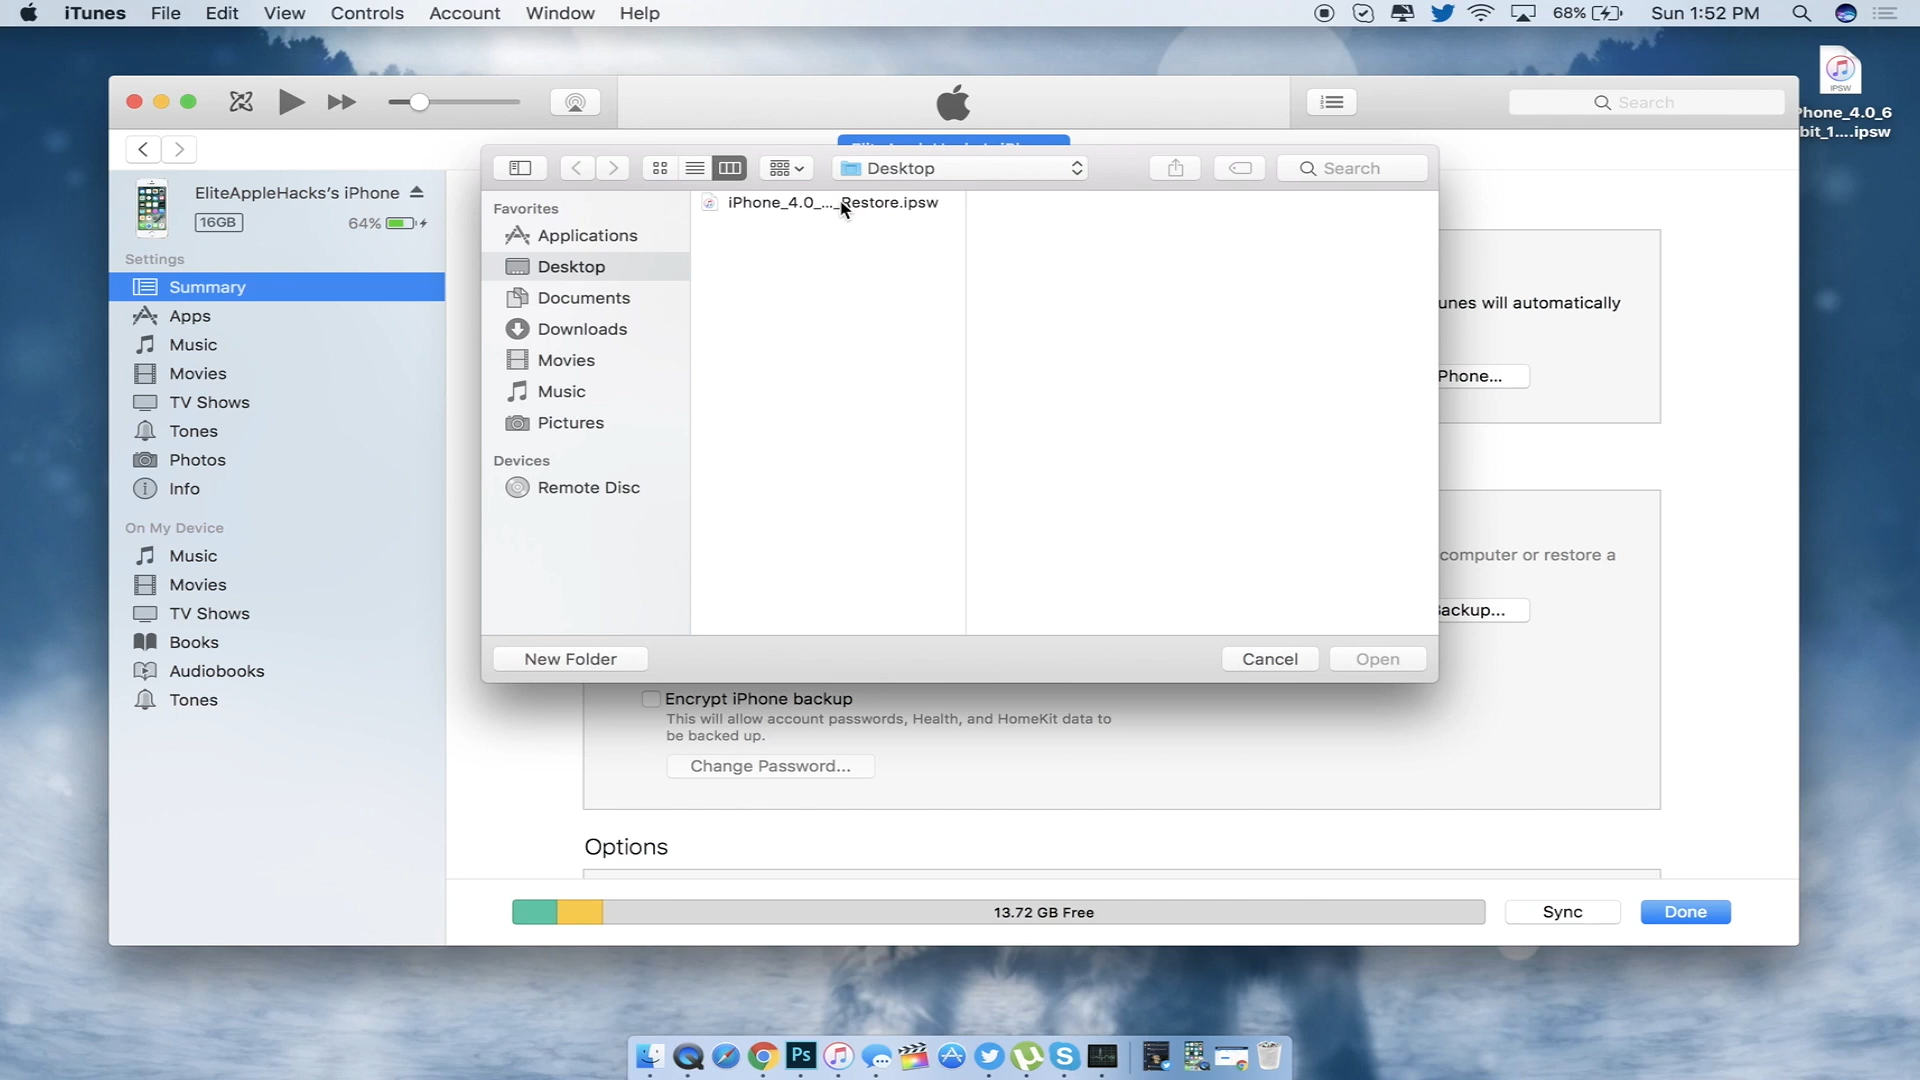 iTunes File Edit View Controls Account Window Help
68% Sun 1:52 PM
Search
IPSW
Phone_4.0_6
bit_1....ipsw
EliteAppleHacks's iPhone
16GB
64%
Settings
Summary
Apps
Music
Movies
TV Shows
Tones
Photos
Info
On My Device
Music
Movies
TV Shows
Books
Audiobooks
Tones
Desktop
Search
Favorites
Applications
Desktop
Documents
Downloads
Movies
Music
Pictures
Devices
Remote Disc
iPhone_4.0_..._Restore.ipsw
New Folder
Cancel
Open
unes will automatically
Phone...
computer or restore a
Backup...
Encrypt iPhone backup
This will allow account passwords, Health, and HomeKit data to
be backed up.
Change Password...
Options
13.72 GB Free
Sync
Done
Ps